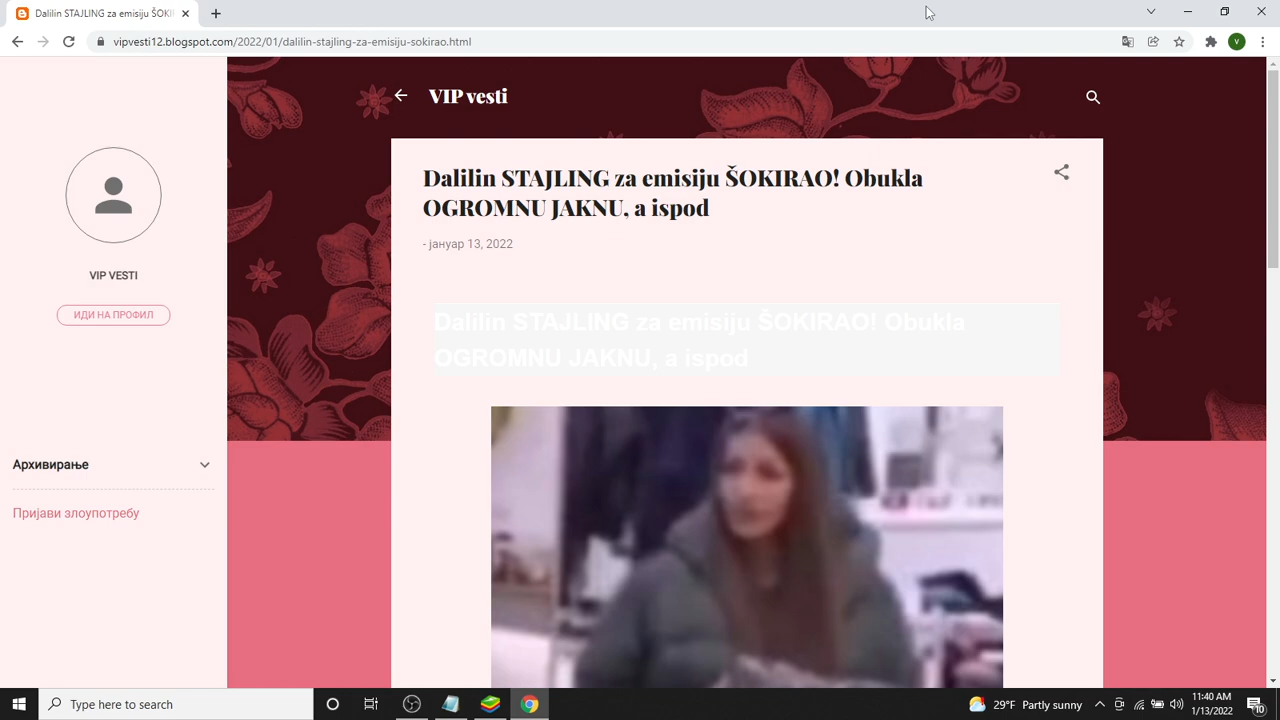 Dalilin STAJLING za emisiju ŠOKI
vipvesti12.blogspot.com/2022/01/dalilin-stajling-za-emisiju-sokirao.html
V
VIP vesti
Dalilin STAJLING za emisiju ŠOKIRAO! Obukla
OGROMNU JAKNU, a ispod
- јануар 13, 2022
VIP VESTI
ИДИ НА ПРОФИЛ
Архивирање
Пријави злоупотребу
Dalilin STAJLING za emisiju ŠOKIRAO! Obukla
OGROMNU JAKNU, a ispod
Type here to search
29°F Partly sunny
11:40 AM
1/13/2022
10